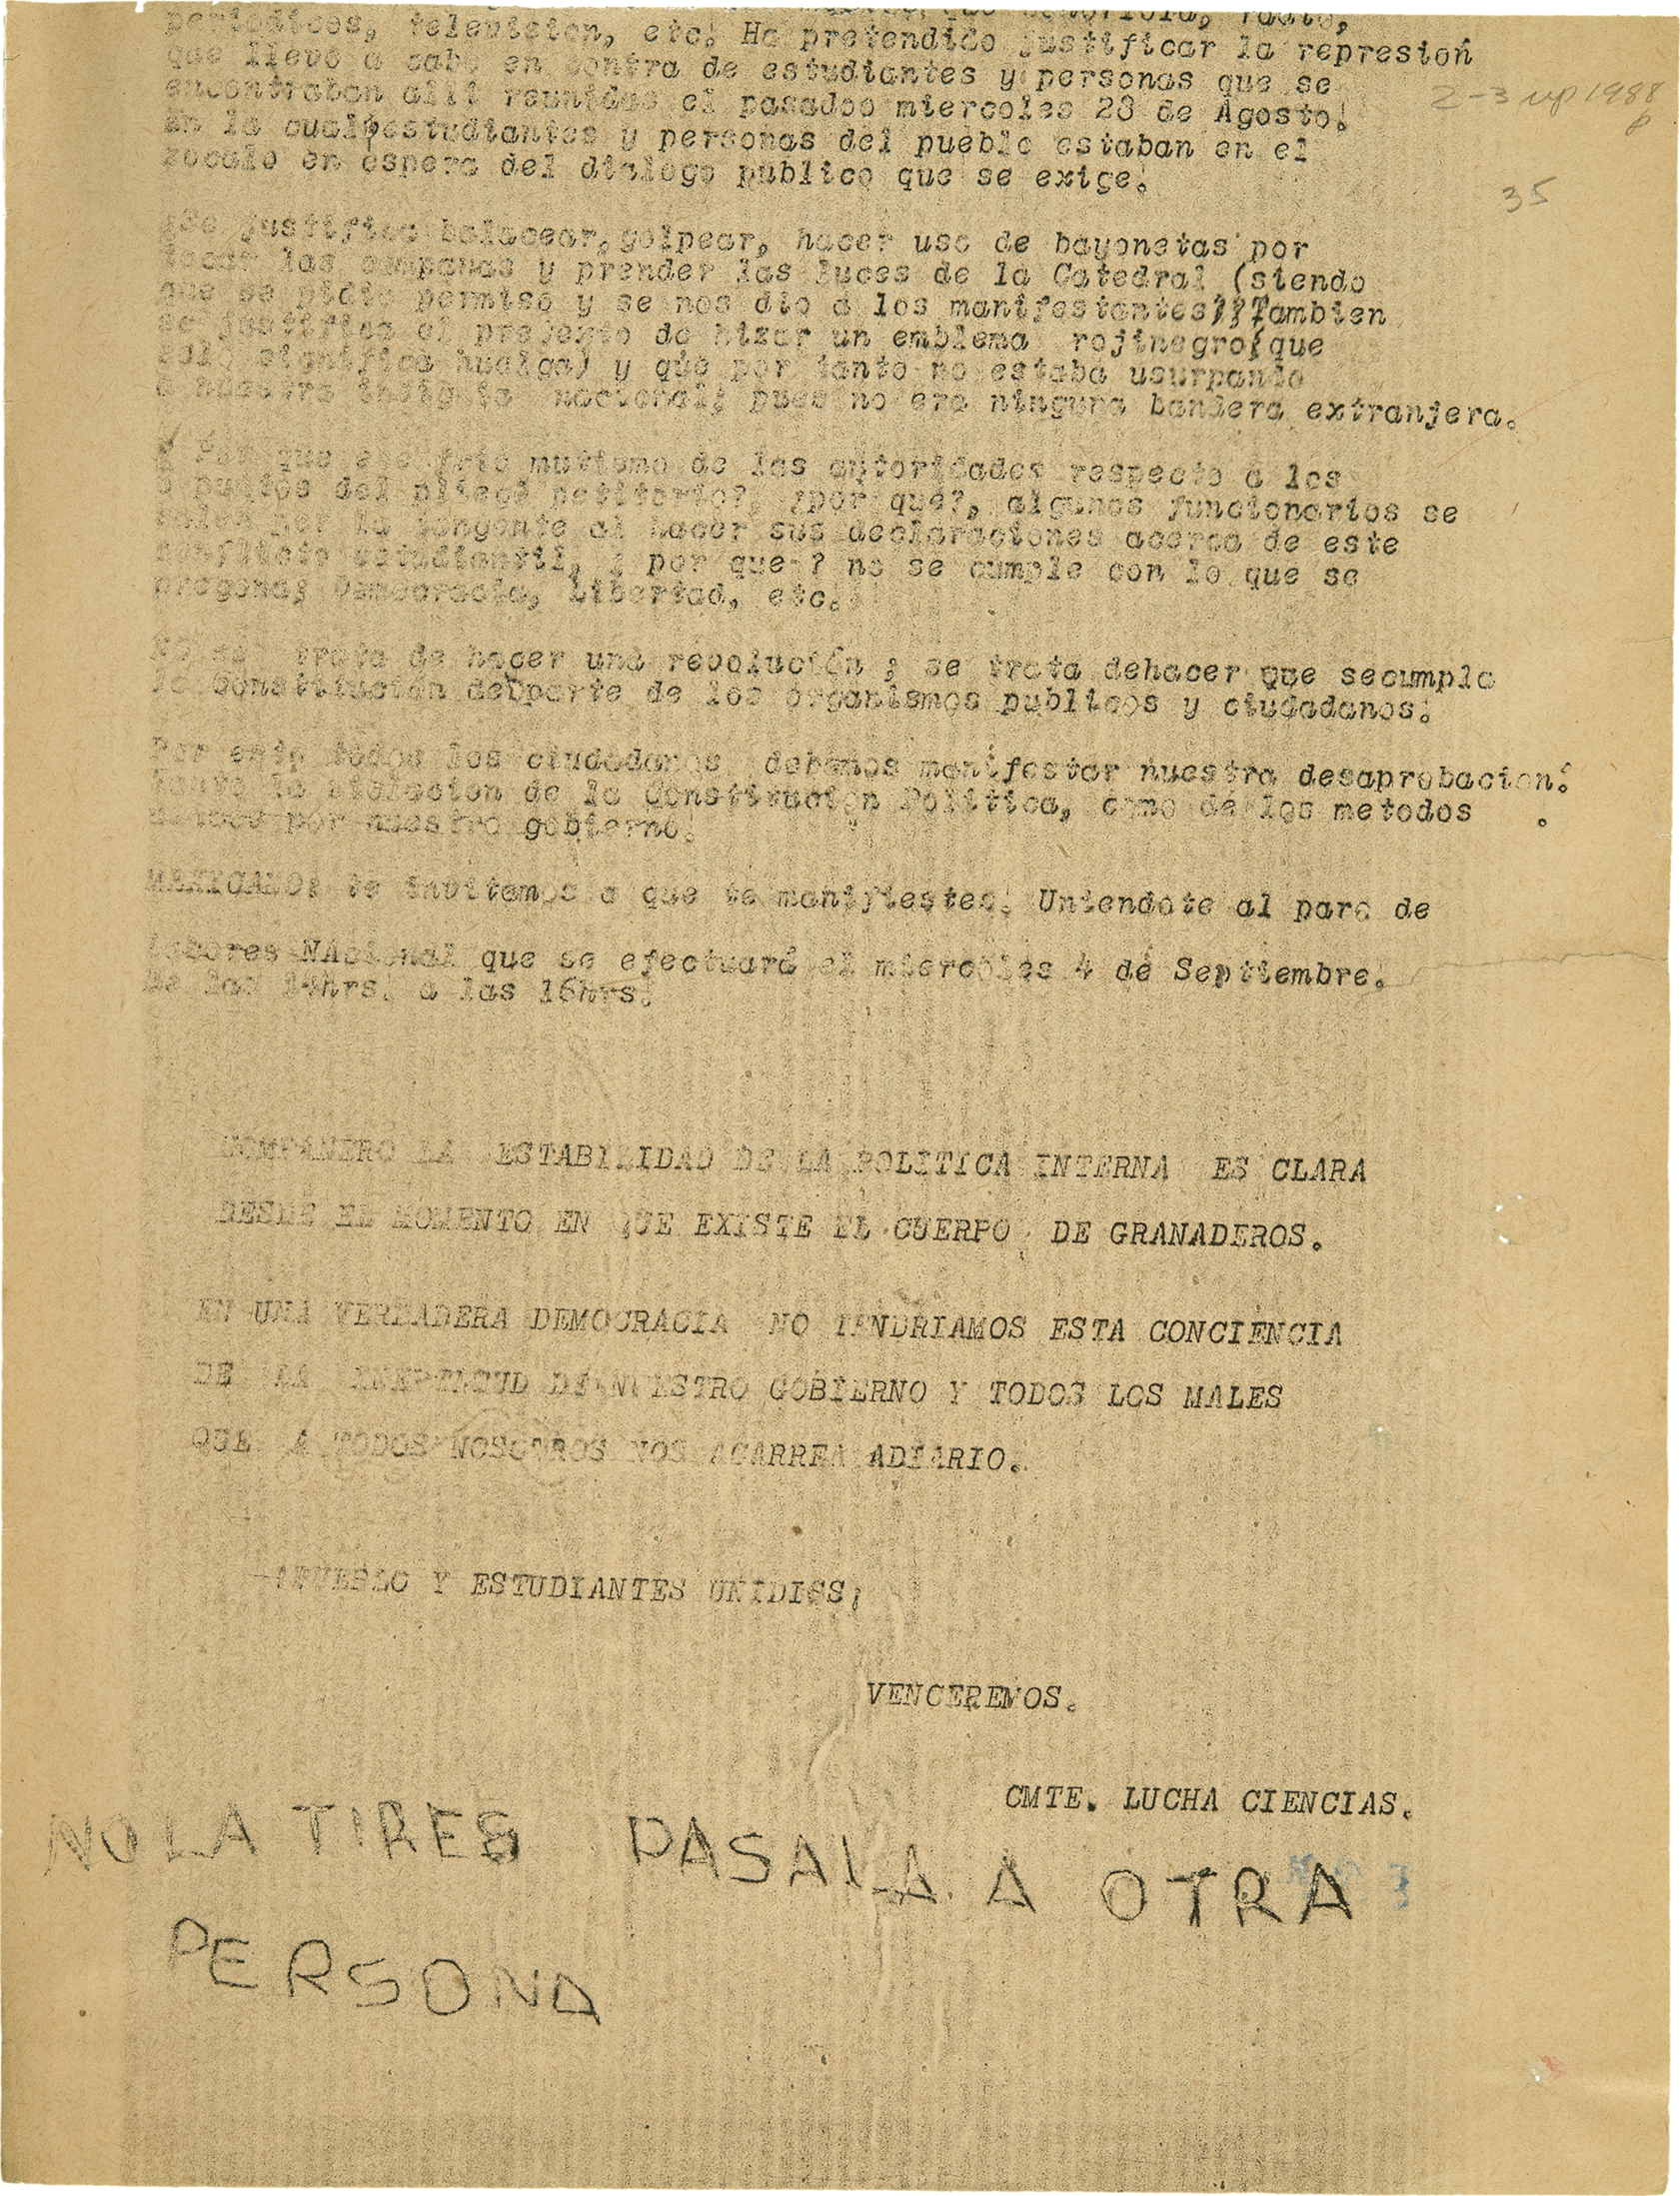 periodicos, television, etc. Ha pretendido justificar la represión
que llevo a cabo en contra de estudiantes y personas que se
encontraban alli reunidas el pasadoo miercoles 28 de Agosto!
En la cual estudiantes y personas del pueblo estaban en el
zocalo en espera del dialogo publico que se exige.
2-3 up 1988
35
¿Se justifica balacear, golpear, hacer uso de bayonetas por
tocar las campanas y prender las luces de la Catedral (siendo
que se pidio permiso y se nos dio a los manifestantes)?Tambien
se justifica el pretexto de hizar un emblema rojinegro(que
solo significa huelga) y que por tanto no estaba usurpando
a nuestra insignia nacional; pues no era ninguna bandera extranjera.
¿ Por que ese mutismo de las autoridades respecto a los
6 puntos del pliego petitorio?, ¿por qué?, algunos funcionarios se
salen por la tangente al hacer sus declaraciones acerca de este
conflicto estudiantil, ¿ por que ? no se cumple con lo que se
pregona; Democracia, Libertad, etc.
No se trata de hacer una revolución ; se trata dehacer que secumpla
la Constitución de parte de los organismos publicos y ciudadanos.
Por esto todos los ciudadanos debemos manifestar nuestra desaprobacion:
Tanto la violacion de la Constitución Politica, como de los metodos
por nuestro gobierno.
MEXICANO: te invitamos a que te manifiestes. Uniendote al paro de
Labores NAcional que se efectuará el miercoles 4 de Septiembre.
De las 14hrs. a las 16hrs.
COMPAÑERO LA ESTABILIDAD DE LA POLITICA INTERNA ES CLARA
DESDE EL MOMENTO EN QUE EXISTE EL CUERPO DE GRANADEROS.
EN UNA VERDADERA DEMOCRACIA NO TENDRIAMOS ESTA CONCIENCIA
DE LA INEPTITUD DE NUESTRO GOBIERNO Y TODOS LOS MALES
QUE A TODOS NOSOTROS NOS ACARREA ADIARIO.
PUEBLO Y ESTUDIANTES UNIDISS;
VENCEREMOS.
CMTE. LUCHA CIENCIAS.
NO LA TIRES PASALA A OTRA
PERSONA